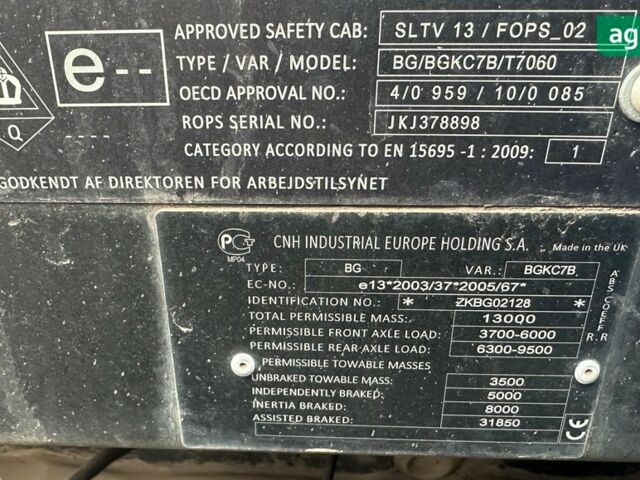 APPROVED SAFETY CAB: SLTV 13 / FOPS_02
ag
e--
TYPE / VAR / MODEL: BG/BGKC7B/T7060
OECD APPROVAL NO.: 4/0 959 / 10/0 085
Q
ROPS SERIAL NO.: JKJ378898
CATEGORY ACCORDING TO EN 15695 -1 : 2009: 1
GODKENDT AF DIREKTOREN FOR ARBEJDSTILSYNET
PCT CNH INDUSTRIAL EUROPE HOLDING S.A. Made in the UK
MP04
TYPE: BG VAR.: BGKC7B
EC-NO.: e13*2003/37*2005/67*
IDENTIFICATION NO.: * ZKBG02128 *
TOTAL PERMISSIBLE MASS: 13000
PERMISSIBLE FRONT AXLE LOAD: 3700-6000
PERMISSIBLE REAR AXLE LOAD: 6300-9500
ABS COEFF R.R
PERMISSIBLE TOWABLE MASSES
UNBRAKED TOWABLE MASS: 3500
INDEPENDENTLY BRAKED: 5000
INERTIA BRAKED: 8000
ASSISTED BRAKED: 31850
CE